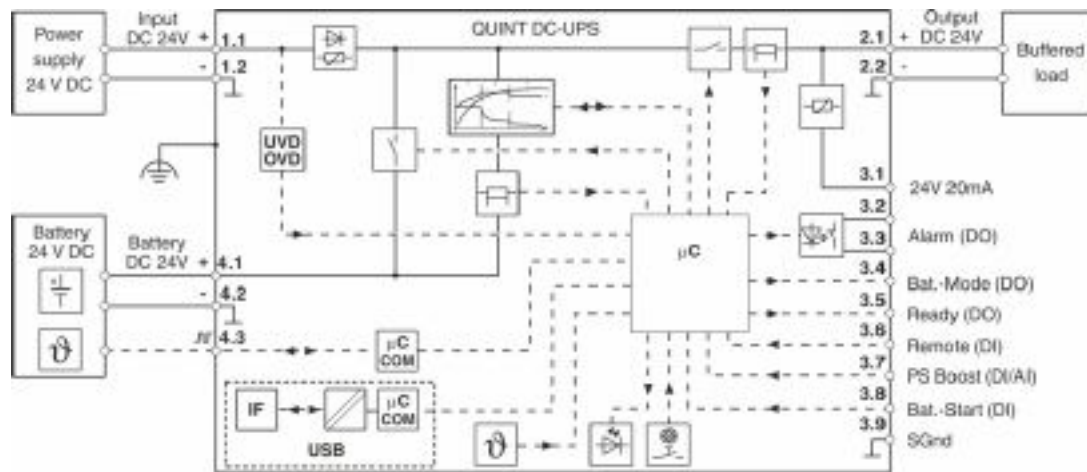 Power
supply
24 V DC
Input
DC 24V +
-
1.1
1.2
QUINT DC-UPS
2.1
2.2
+
-
Output
DC 24V
Buffered
load
UVD
OVD
Battery
24 V DC
Battery
DC 24V +
-
4.1
4.2
4.3
ϑ
µC
COM
IF
µC
COM
USB
ϑ
µC
3.1
24V 20mA
3.2
3.3
Alarm (DO)
3.4
Bat.-Mode (DO)
3.5
Ready (DO)
3.6
Remote (DI)
3.7
PS Boost (DI/AI)
3.8
Bat.-Start (DI)
3.9
SGnd